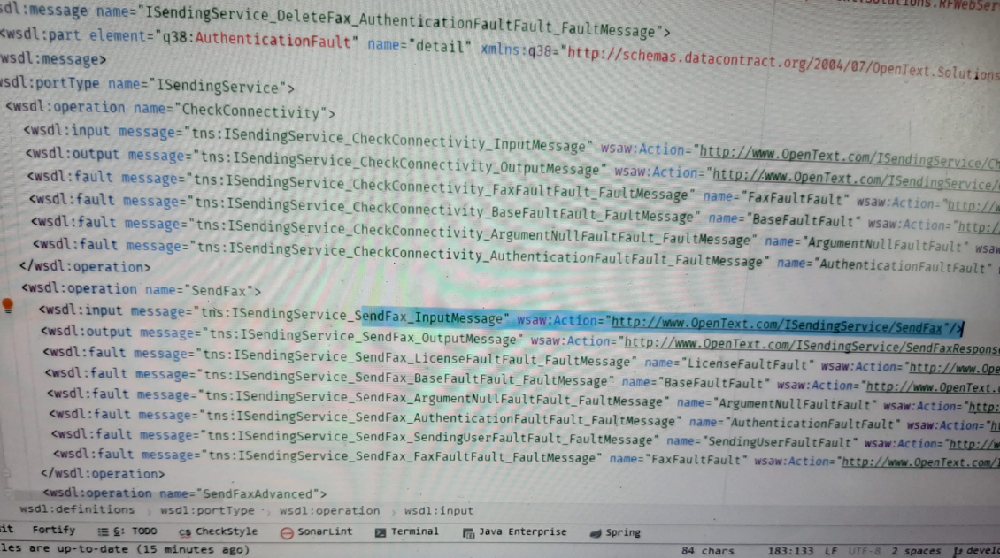 sdl:message name="ISendingService_DeleteFax_AuthenticationFaultFault_FaultMessage">
<wsdl:part element="q38:AuthenticationFault" name="detail" xmlns:q38="http://schemas.datacontract.org/2004/07/OpenText.Solutions
wsdl:message>
wsdl:portType name="ISendingService">
<wsdl:operation name="CheckConnectivity">
<wsdl:input message="tns:ISendingService_CheckConnectivity_InputMessage" wsaw:Action="http://www.OpenText.com/ISendingService/Ch
<wsdl:output message="tns:ISendingService_CheckConnectivity_OutputMessage" wsaw:Action="http://www.OpenText.com/ISendingService/
<wsdl:fault message="tns:ISendingService_CheckConnectivity_FaxFaultFault_FaultMessage" name="FaxFaultFault" wsaw:Action="http://w
<wsdl:fault message="tns:ISendingService_CheckConnectivity_BaseFaultFault_FaultMessage" name="BaseFaultFault" wsaw:Action="http:/
<wsdl:fault message="tns:ISendingService_CheckConnectivity_ArgumentNullFaultFault_FaultMessage" name="ArgumentNullFaultFault" wsaw
<wsdl:fault message="tns:ISendingService_CheckConnectivity_AuthenticationFaultFault_FaultMessage" name="AuthenticationFaultFault"
</wsdl:operation>
<wsdl:operation name="SendFax">
<wsdl:input message="tns:ISendingService_SendFax_InputMessage" wsaw:Action="http://www.OpenText.com/ISendingService/SendFax"/>
<wsdl:output message="tns:ISendingService_SendFax_OutputMessage" wsaw:Action="http://www.OpenText.com/ISendingService/SendFaxResponse
<wsdl:fault message="tns:ISendingService_SendFax_LicenseFaultFault_FaultMessage" name="LicenseFaultFault" wsaw:Action="http://www.Ope
<wsdl:fault message="tns:ISendingService_SendFax_BaseFaultFault_FaultMessage" name="BaseFaultFault" wsaw:Action="http://www.OpenText.
<wsdl:fault message="tns:ISendingService_SendFax_ArgumentNullFaultFault_FaultMessage" name="ArgumentNullFaultFault" wsaw:Action="http:
<wsdl:fault message="tns:ISendingService_SendFax_AuthenticationFaultFault_FaultMessage" name="AuthenticationFaultFault" wsaw:Action="ht
<wsdl:fault message="tns:ISendingService_SendFax_SendingUserFaultFault_FaultMessage" name="SendingUserFaultFault" wsaw:Action="http://w
<wsdl:fault message="tns:ISendingService_SendFax_FaxFaultFault_FaultMessage" name="FaxFaultFault" wsaw:Action="http://www.OpenText.com/
</wsdl:operation>
<wsdl:operation name="SendFaxAdvanced">
wsdl:definitions › wsdl:portType › wsdl:operation › wsdl:input
it Fortify 6: TODO CheckStyle SonarLint Terminal Java Enterprise Spring
les are up-to-date (15 minutes ago) 84 chars 183:133 LF UTF-8 2 spaces develo